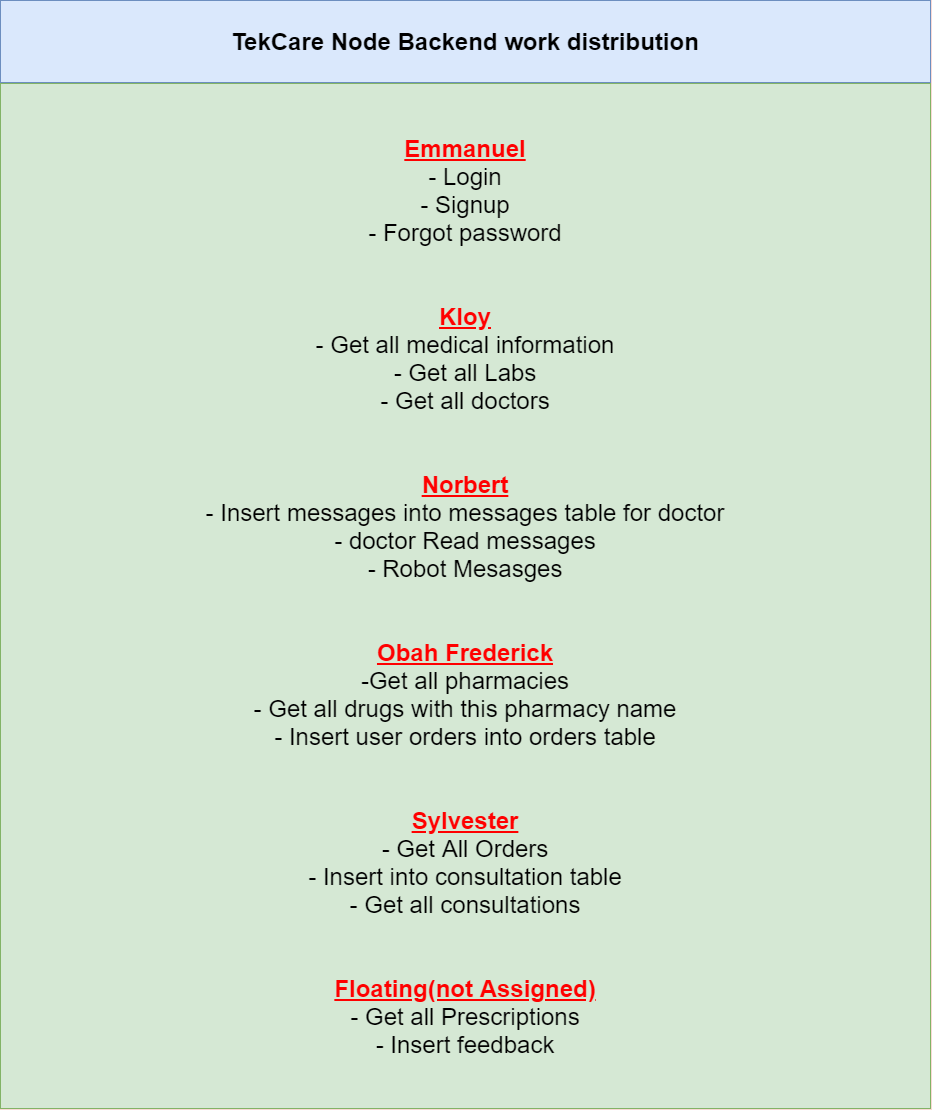 TekCare Node Backend work distribution
Emmanuel
- Login
- Signup
- Forgot password
Kloy
- Get all medical information
- Get all Labs
- Get all doctors
Norbert
- Insert messages into messages table for doctor
- doctor Read messages
- Robot Mesasges
Obah Frederick
-Get all pharmacies
- Get all drugs with this pharmacy name
- Insert user orders into orders table
Sylvester
- Get All Orders
- Insert into consultation table
- Get all consultations
Floating(not Assigned)
- Get all Prescriptions
- Insert feedback